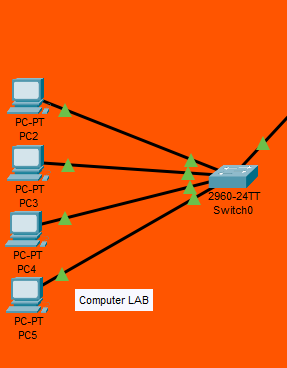 PC-PT
PC2
PC-PT
PC3
2960-24TT
Switch0
PC-PT
PC4
PC-PT
PC5
Computer LAB